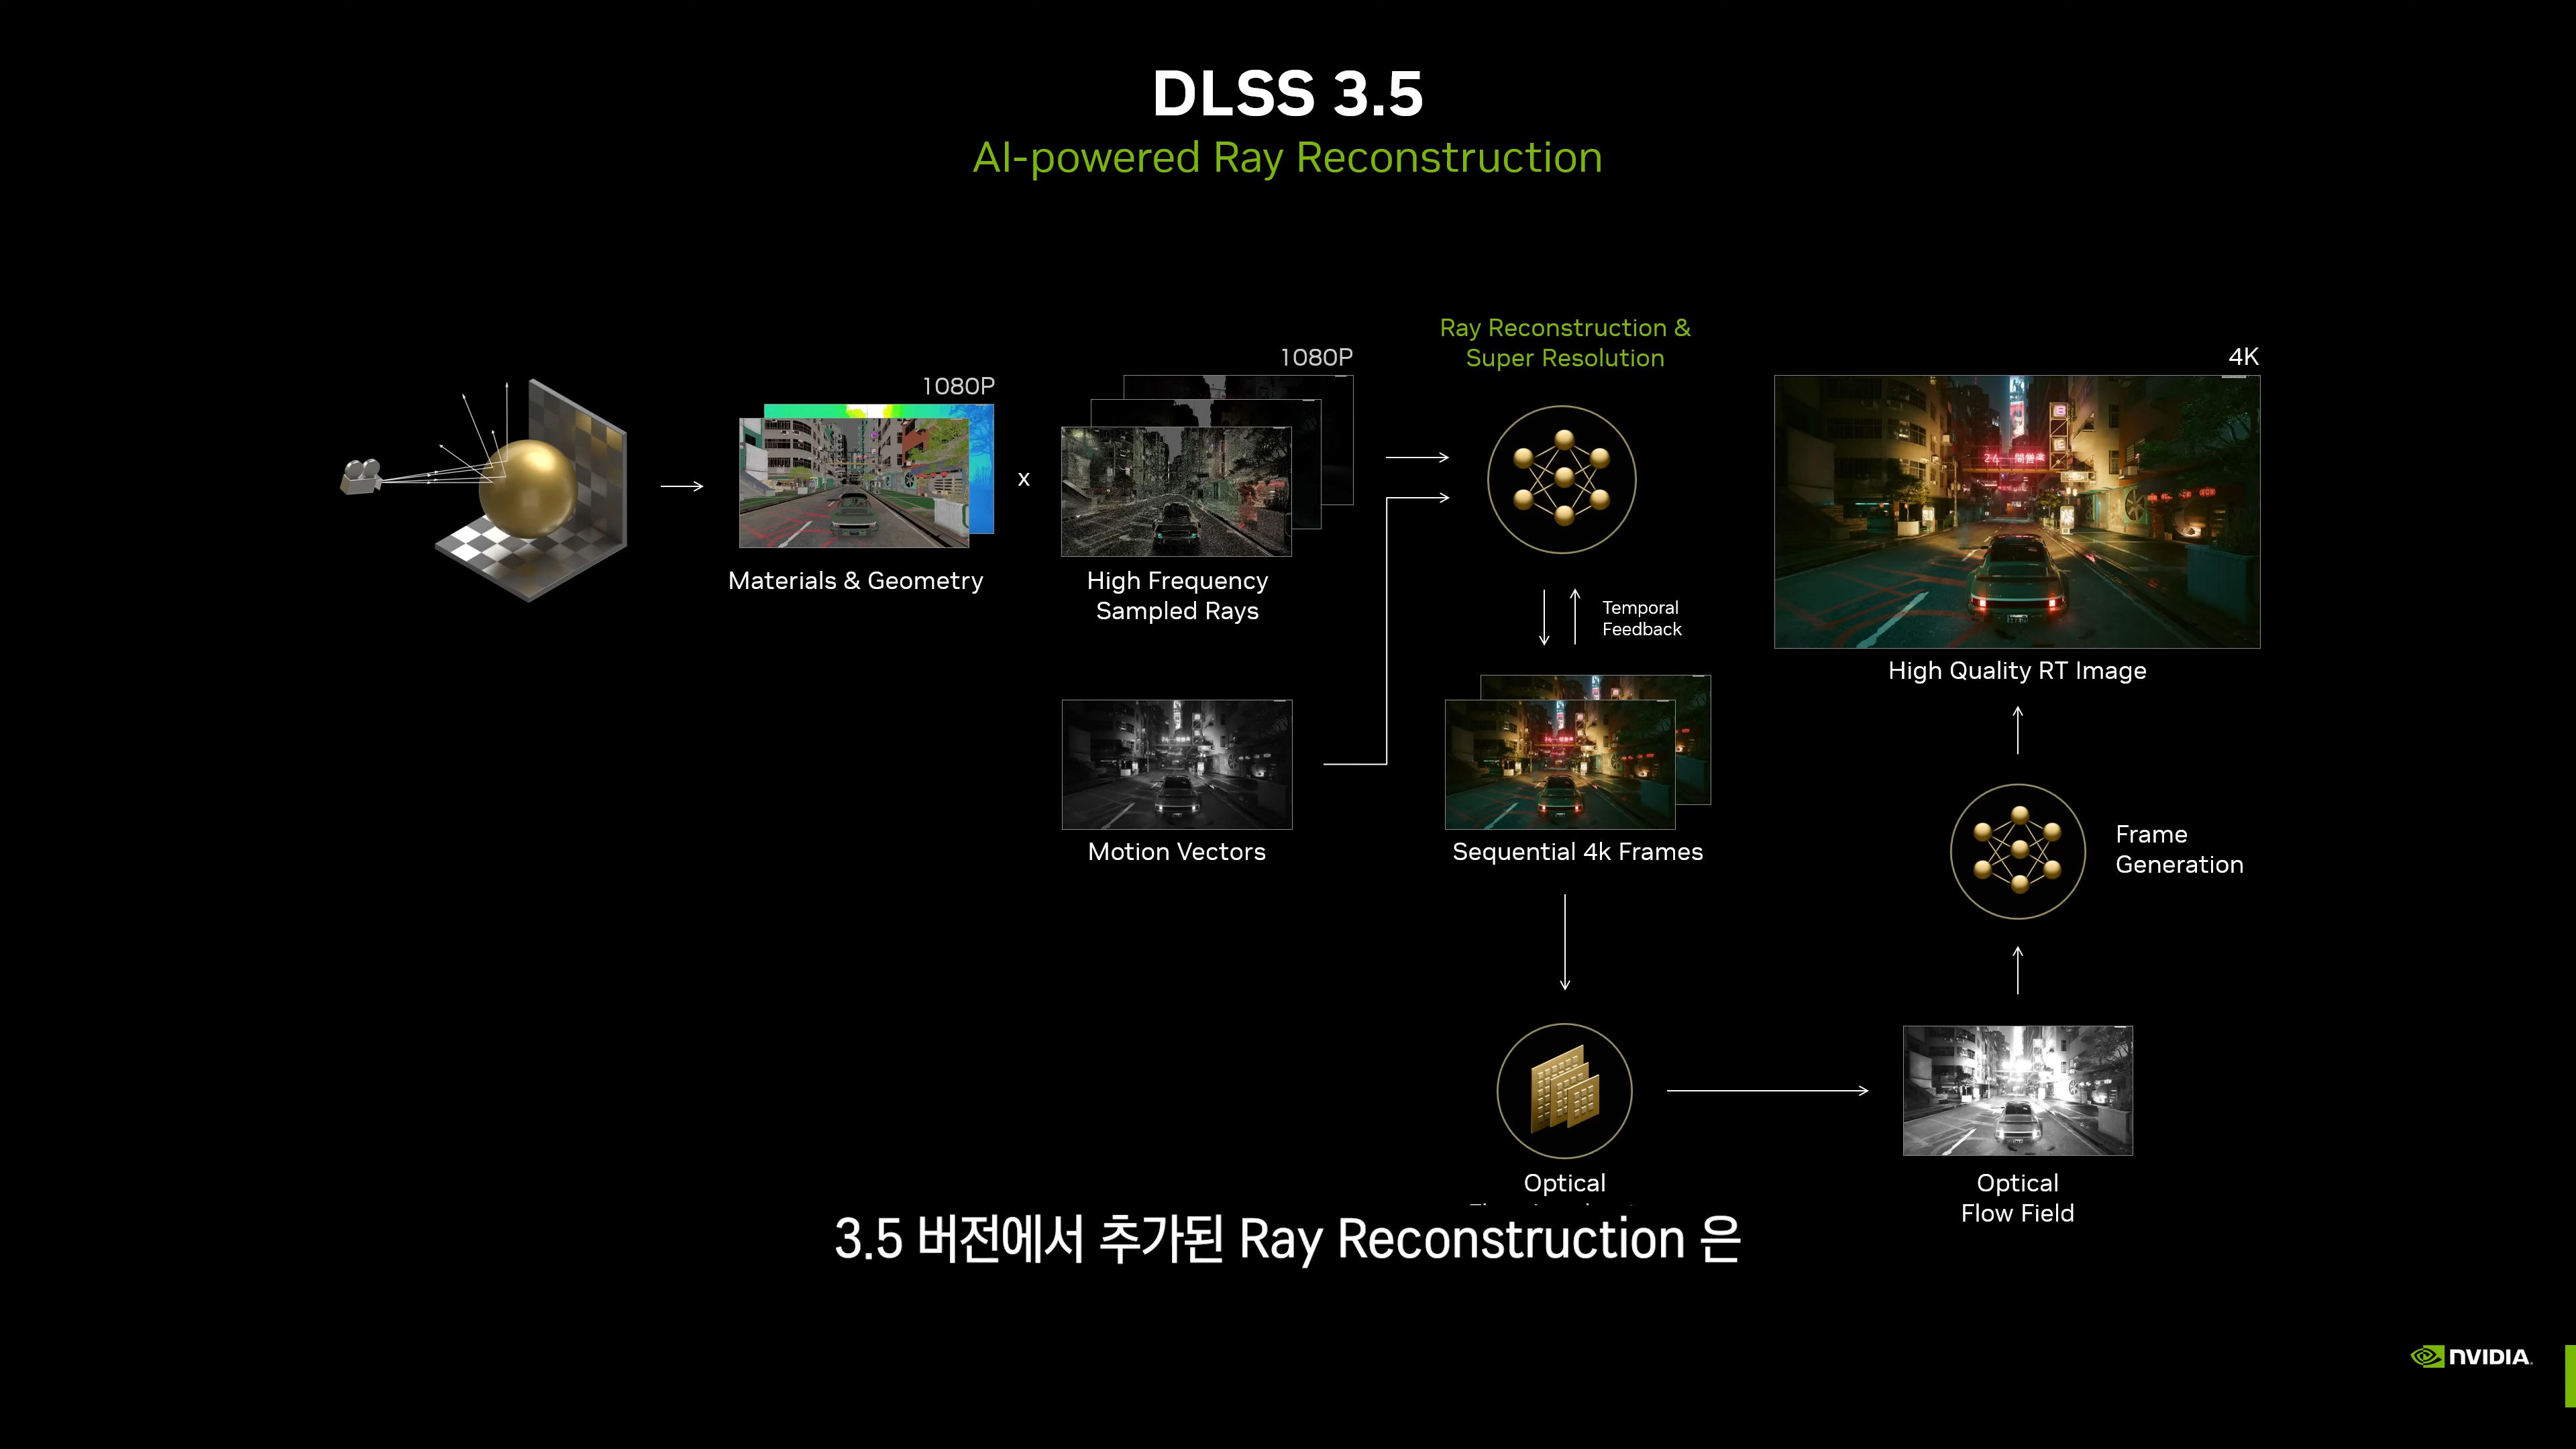 DLSS 3.5
AI-powered Ray Reconstruction
Ray Reconstruction &
Super Resolution
1080P
1080P
4K
x
Materials & Geometry
High Frequency
Sampled Rays
Temporal
Feedback
High Quality RT Image
Motion Vectors
Sequential 4k Frames
Frame
Generation
Optical
Optical
Flow Field
3.5 버전에서 추가된 Ray Reconstruction 은
NVIDIA